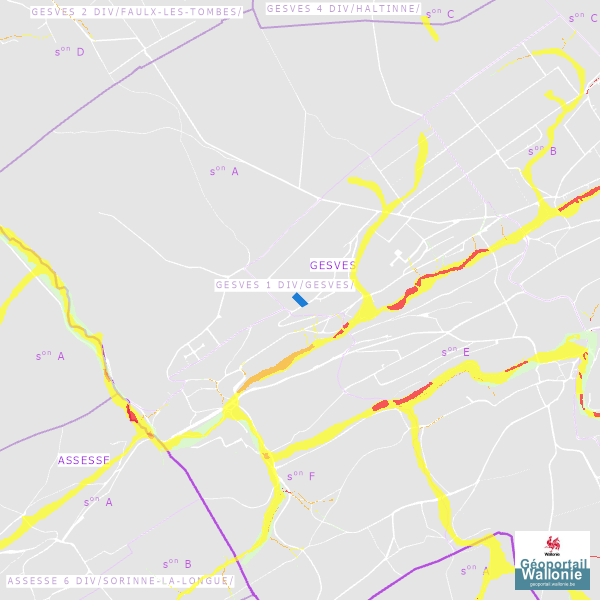 GESVES 2 DIV/FAULX-LES-TOMBES/
GESVES 4 DIV/HALTINNE/
sᵒⁿ C
sᵒⁿ C
sᵒⁿ D
sᵒⁿ B
sᵒⁿ A
GESVES
GESVES 1 DIV/GESVES/
sᵒⁿ A
sᵒⁿ E
ASSESSE
sᵒⁿ F
sᵒⁿ A
sᵒⁿ B
sᵒⁿ A
ASSESSE 6 DIV/SORINNE-LA-LONGUE/
Wallonie
Géoportail
Wallonie
geoportail.wallonie.be